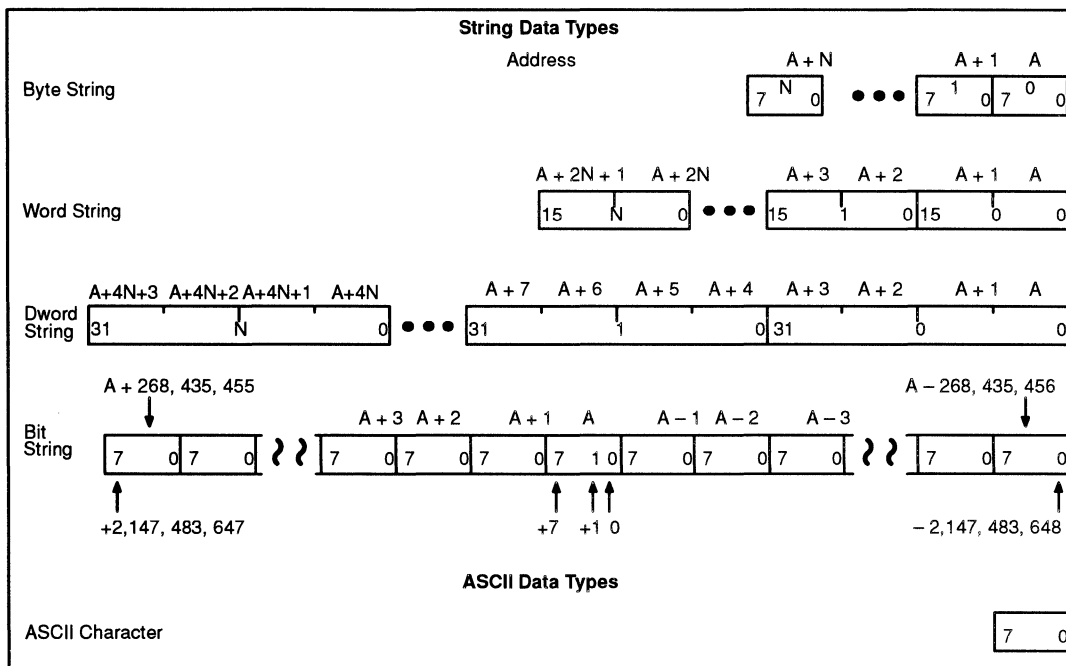 String Data Types
Address
A + N
A + 1 A
Byte String
7 N 0 7 1 0 7 0 0
A + 2N + 1 A + 2N A + 3 A + 2 A + 1 A
Word String
15 N 0 15 1 0 15 0 0
A+4N+3 A+4N+2 A+4N+1 A+4N A + 7 A + 6 A + 5 A + 4 A + 3 A + 2 A + 1 A
Dword String
31 N 0 31 1 0 31 0 0
A + 268, 435, 455 A − 268, 435, 456
A + 3 A + 2 A + 1 A A − 1 A − 2 A − 3
Bit String
7 0 7 0 7 0 7 0 7 0 7 1 0 7 0 7 0 7 0 7 0 7 0
+2,147, 483, 647 +7 +1 0 − 2,147, 483, 648
ASCII Data Types
ASCII Character
7 0